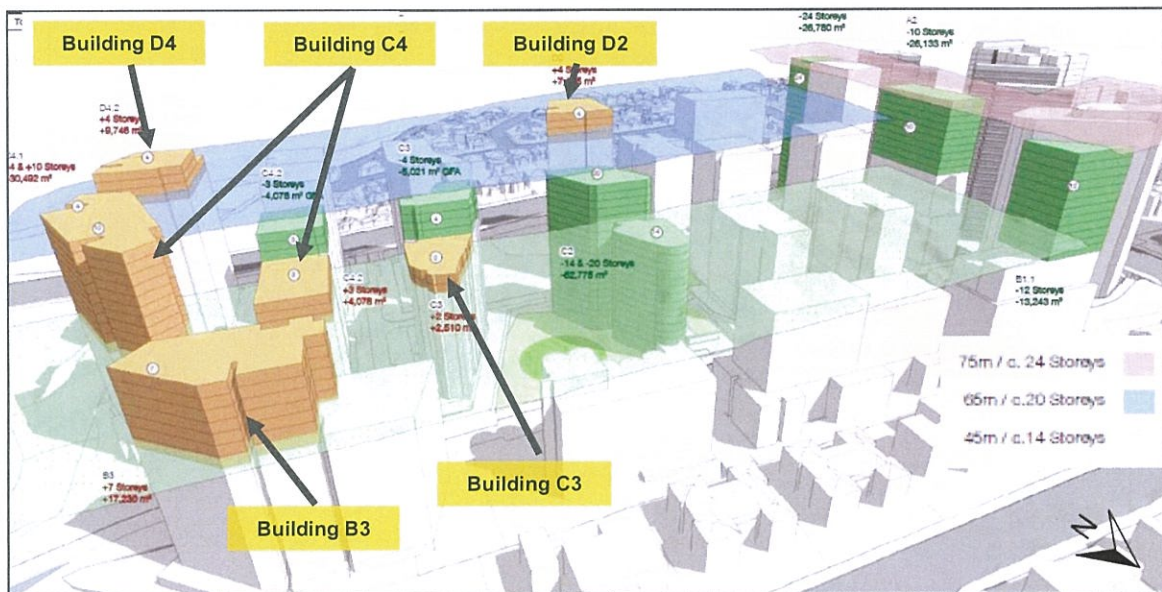 -24 Storeys
-26,780 m²
A2
-10 Storeys
-26,133 m²
Building D4
Building C4
Building D2
+4 Storeys
D4.2
+4 Storeys
+9,746 m²
4 & +10 Storeys
30,492 m²
C4.2
-3 Storeys
-4,078 m² GFA
C3
-4 Storeys
-5,021 m² GFA
C4.2
+3 Storeys
+4,078 m²
C3
+2 Storeys
+2,510 m²
C2
-14 & -20 Storeys
-62,775 m²
B1.1
-12 Storeys
-13,243 m²
75m / c. 24 Storeys
65m / c.20 Storeys
45m / c.14 Storeys
B3
+7 Storeys
+17,230 m²
Building C3
Building B3
N